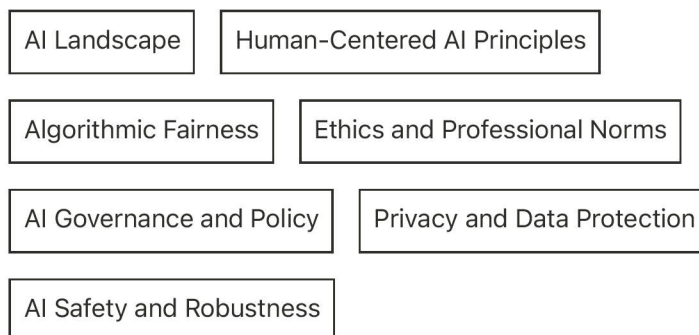 AI Landscape
Human-Centered AI Principles
Algorithmic Fairness
Ethics and Professional Norms
AI Governance and Policy
Privacy and Data Protection
AI Safety and Robustness